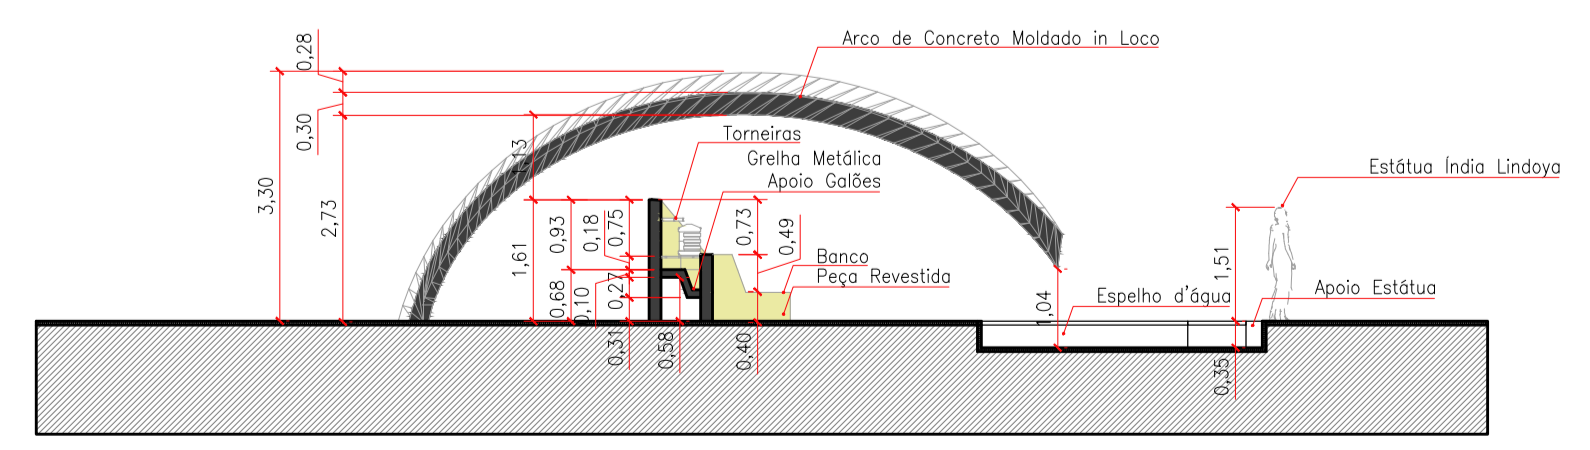 Arco de Concreto Moldado in Loco
0,28
0,30
3,30
2,73
1,13
1,61
Torneiras
Grelha Metálica
Apoio Galões
0,93
0,18
0,75
0,73
0,49
0,68
0,10
0,27
0,31
0,58
0,40
Banco
Peça Revestida
1,04
Espelho d'água
Estátua Índia Lindoya
1,51
Apoio Estátua
0,35